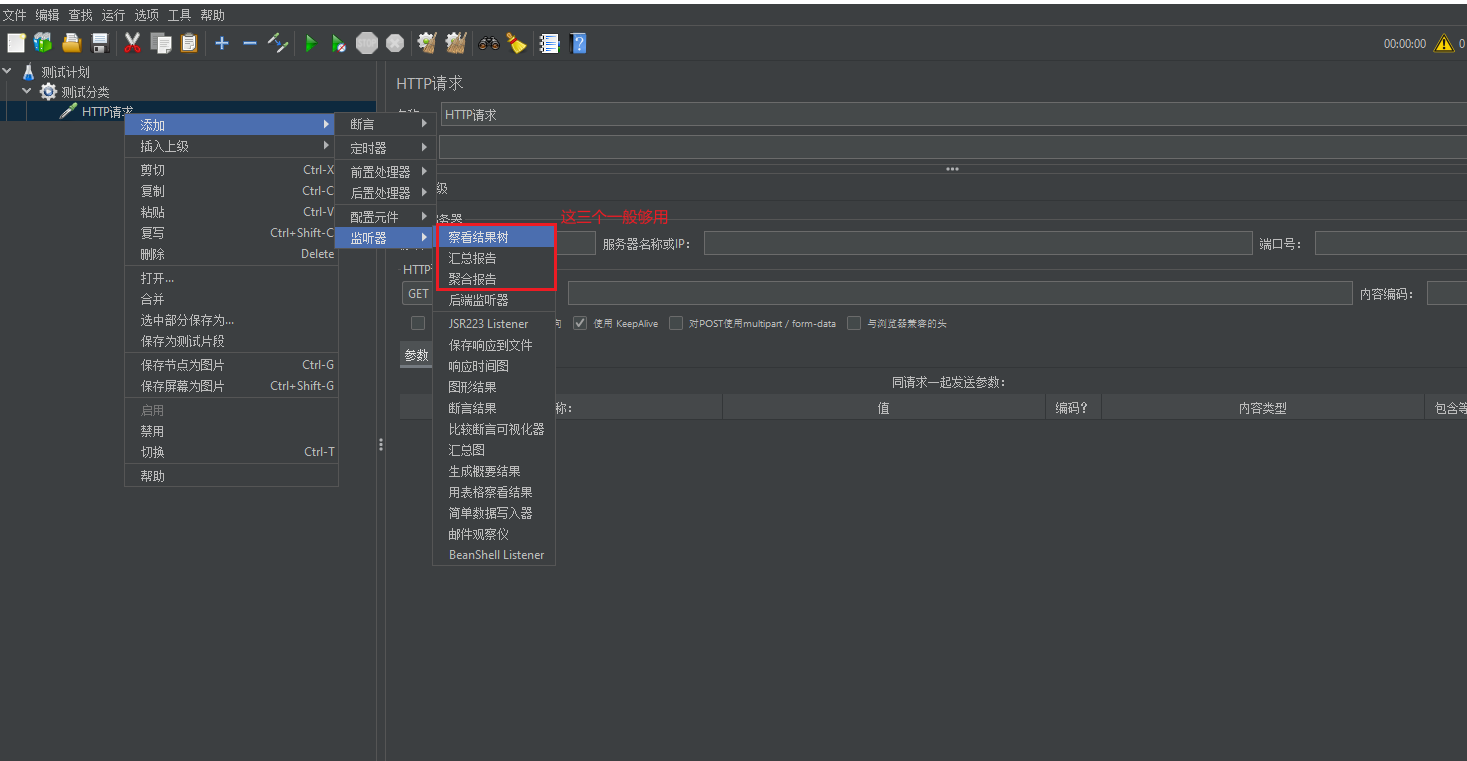 文件 编辑 查找 运行 选项 工具 帮助
STOP
00:00:00 0
测试计划
测试分类
HTTP请求
添加
插入上级
剪切 Ctrl-X
复制 Ctrl-C
粘贴 Ctrl-V
复写 Ctrl+Shift-C
删除 Delete
打开...
合并
选中部分保存为...
保存为测试片段
保存节点为图片 Ctrl-G
保存屏幕为图片 Ctrl+Shift-G
启用
禁用
切换 Ctrl-T
帮助
断言
定时器
前置处理器
后置处理器
配置元件
监听器
察看结果树
汇总报告
聚合报告
后端监听器
JSR223 Listener
保存响应到文件
响应时间图
图形结果
断言结果
比较断言可视化器
汇总图
生成概要结果
用表格察看结果
简单数据写入器
邮件观察仪
BeanShell Listener
这三个一般够用
HTTP请求
HTTP请求
级
务器
服务器名称或IP: 端口号:
HTTP
GET 内容编码:
向 使用 KeepAlive 对POST使用multipart / form-data 与浏览器兼容的头
参数
同请求一起发送参数:
称: 值 编码? 内容类型 包含等